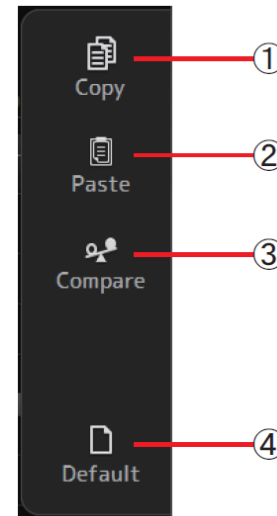 Copy ①
Paste ②
Compare ③
Default ④